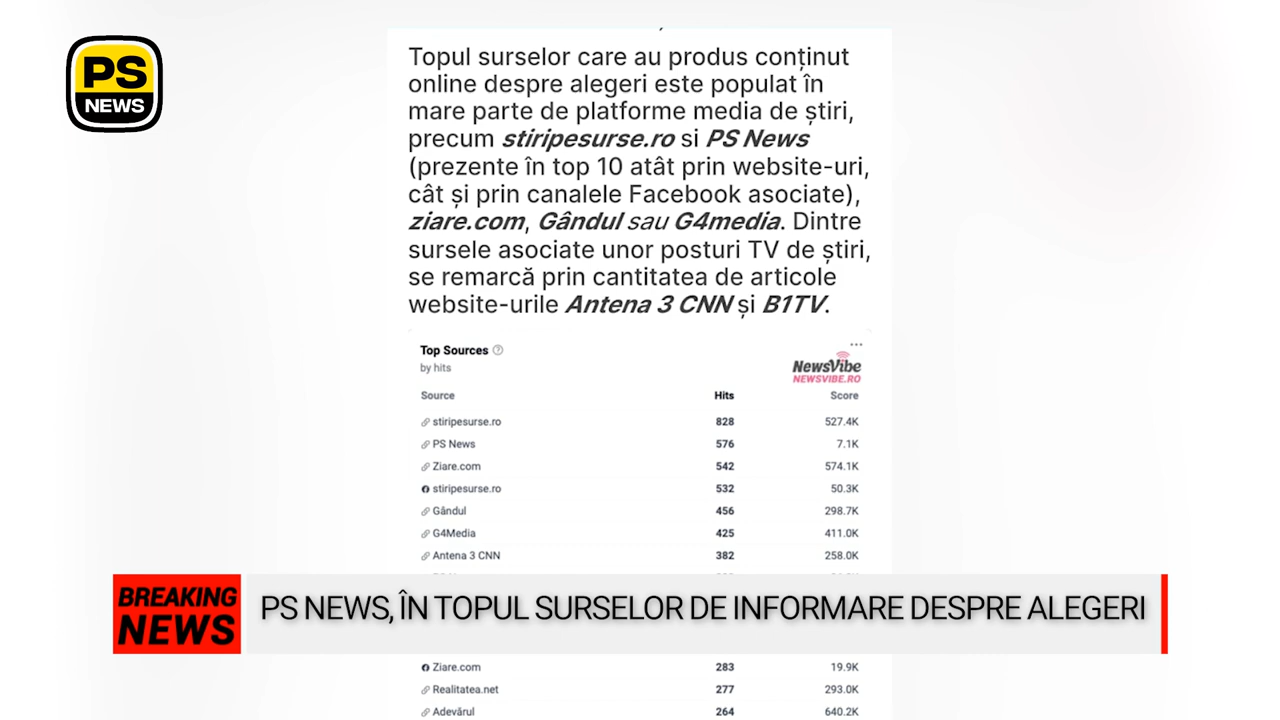 PS
NEWS
Topul surselor care au produs conținut
online despre alegeri este populat în
mare parte de platforme media de știri,
precum stiripesurse.ro si PS News
(prezente în top 10 atât prin website-uri,
cât și prin canalele Facebook asociate),
ziare.com, Gândul sau G4media. Dintre
sursele asociate unor posturi TV de știri,
se remarcă prin cantitatea de articole
website-urile Antena 3 CNN și B1TV.
Top Sources
by hits
NewsVibe
NEWSVIBE.RO
Source Hits Score
stiripesurse.ro 828 527.4K
PS News 576 7.1K
Ziare.com 542 574.1K
stiripesurse.ro 532 50.3K
Gândul 456 298.7K
G4Media 425 411.0K
Antena 3 CNN 382 258.0K
BREAKING
NEWS
PS NEWS, ÎN TOPUL SURSELOR DE INFORMARE DESPRE ALEGERI
Ziare.com 283 19.9K
Realitatea.net 277 293.0K
Adevărul 264 640.2K